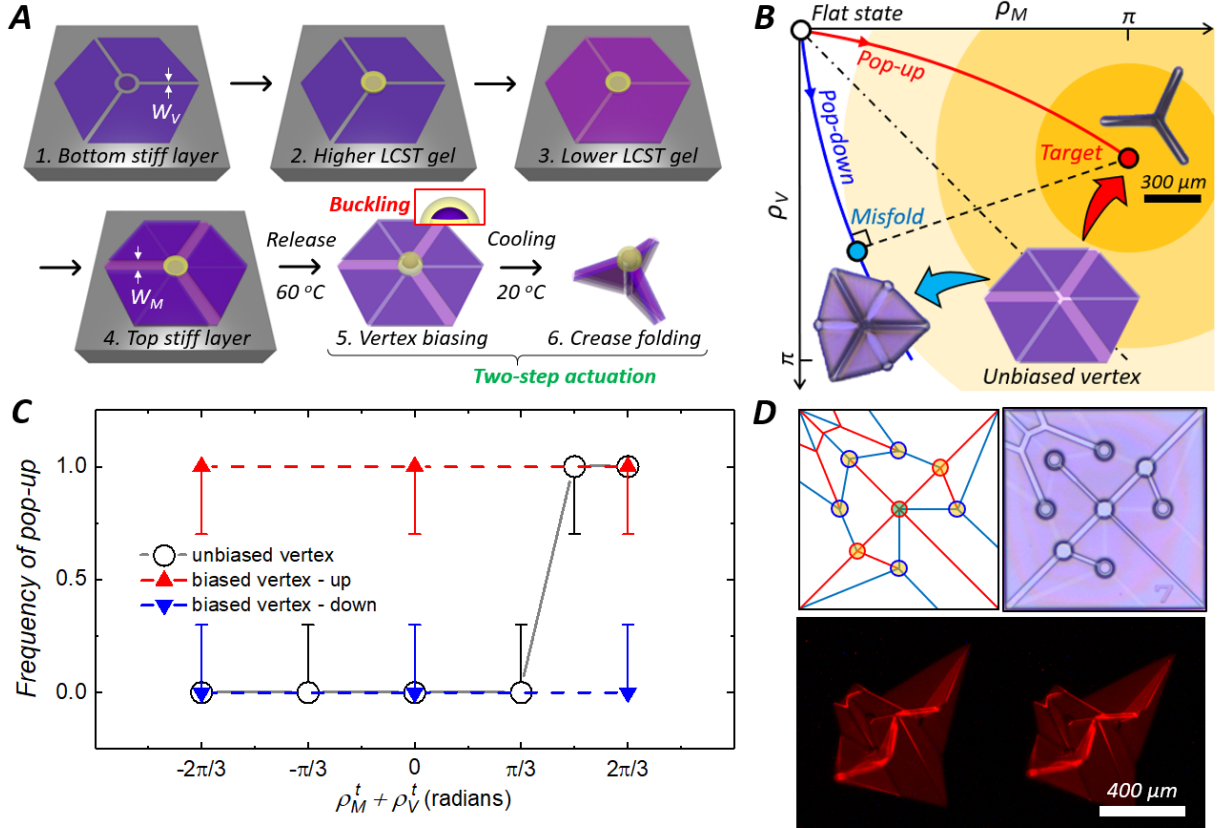 A
W_V
1. Bottom stiff layer
2. Higher LCST gel
3. Lower LCST gel
W_M
4. Top stiff layer
Release
60 °C
Buckling
5. Vertex biasing
Cooling
20 °C
6. Crease folding
Two-step actuation
B
Flat state
ρ_M
π
Pop-up
Pop-down
Target
300 μm
ρ_V
Misfold
π
Unbiased vertex
C
Frequency of pop-up
1.0
0.5
0.0
unbiased vertex
biased vertex - up
biased vertex - down
-2π/3
-π/3
0
π/3
2π/3
ρ_M^t + ρ_V^t (radians)
D
7
400 μm